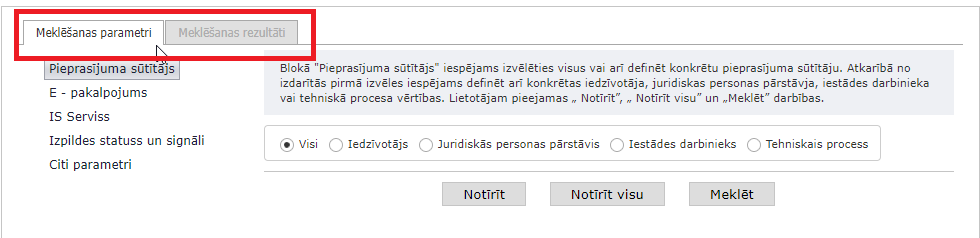 Meklēšanas parametri
Meklēšanas rezultāti
Pieprasījuma sūtītājs
E - pakalpojums
IS Serviss
Izpildes statuss un signāli
Citi parametri
Blokā "Pieprasījuma sūtītājs" iespējams izvēlēties visus vai arī definēt konkrētu pieprasījuma sūtītāju. Atkarībā no
izdarītās pirmā izvēles iespējams definēt arī konkrētas iedzīvotāja, juridiskas personas pārstāvja, iestādes darbinieka
vai tehniskā procesa vērtības. Lietotājam pieejamas „ Notīrīt”, „ Notīrīt visu” un „Meklēt” darbības.
Visi Iedzīvotājs Juridiskās personas pārstāvis Iestādes darbinieks Tehniskais process
Notīrīt Notīrīt visu Meklēt